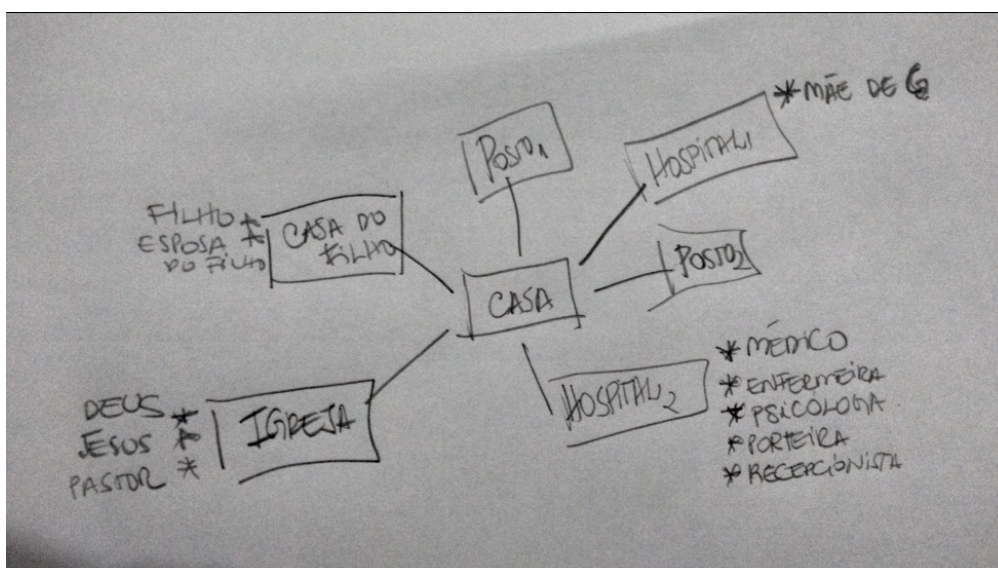 * MÃE DE G
POSTO1
HOSPITAL1
FILHO *
ESPOSA *
DO FILHO
CASA DO
FILHO
POSTO2
CASA
* MÉDICO
* ENFERMEIRA
* PSICÓLOGIA
* PORTEIRA
* RECEPCIONISTA
HOSPITAL2
DEUS *
JESUS *
PASTOR *
IGREJA